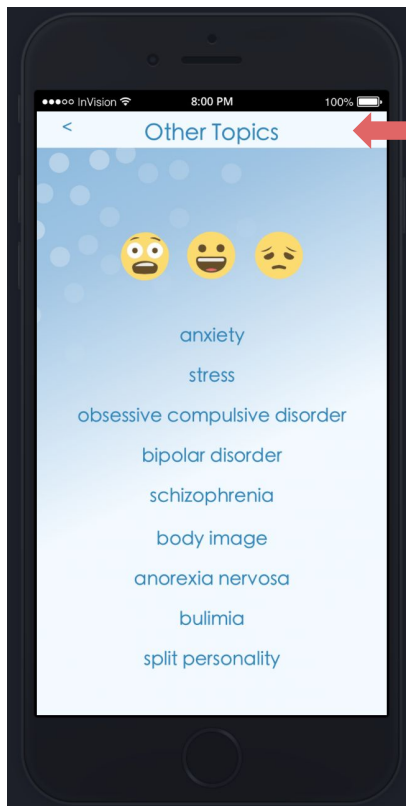 ●●●○○ InVision 8:00 PM 100%
< Other Topics
anxiety
stress
obsessive compulsive disorder
bipolar disorder
schizophrenia
body image
anorexia nervosa
bulimia
split personality